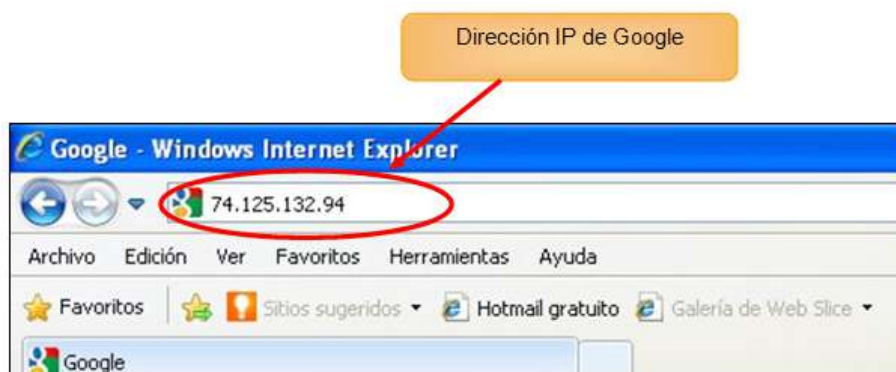 Dirección IP de Google
Google - Windows Internet Explorer
74.125.132.94
Archivo Edición Ver Favoritos Herramientas Ayuda
Favoritos Sitios sugeridos Hotmail gratuito Galería de Web Slice
Google